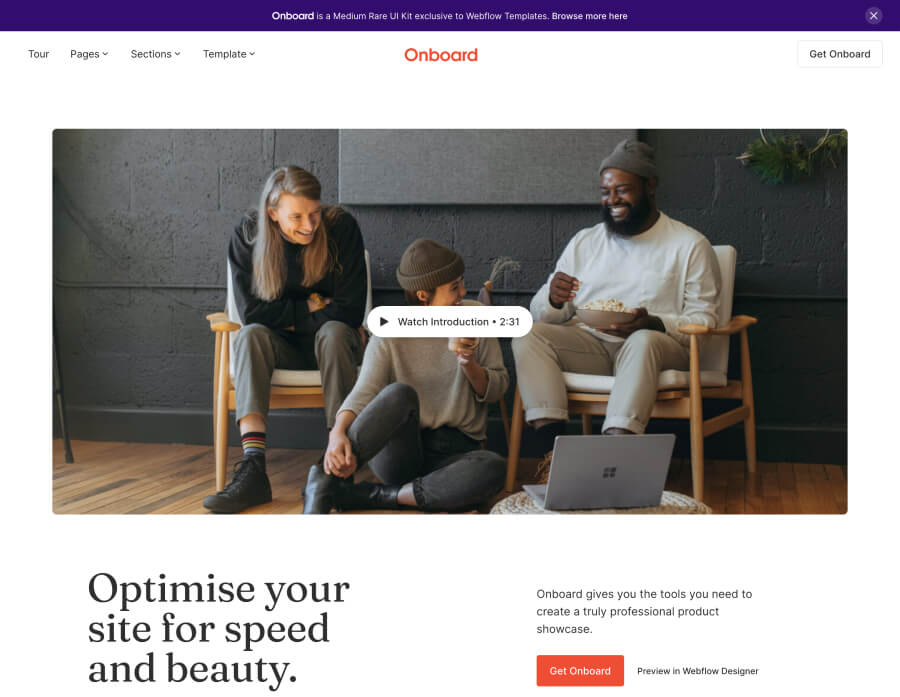 Onboard is a Medium Rare UI Kit exclusive to Webflow Templates. Browse more here
Tour Pages Sections Template Onboard Get Onboard
Watch Introduction • 2:31
Optimise your
site for speed
and beauty.
Onboard gives you the tools you need to
create a truly professional product
showcase.
Get Onboard Preview in Webflow Designer